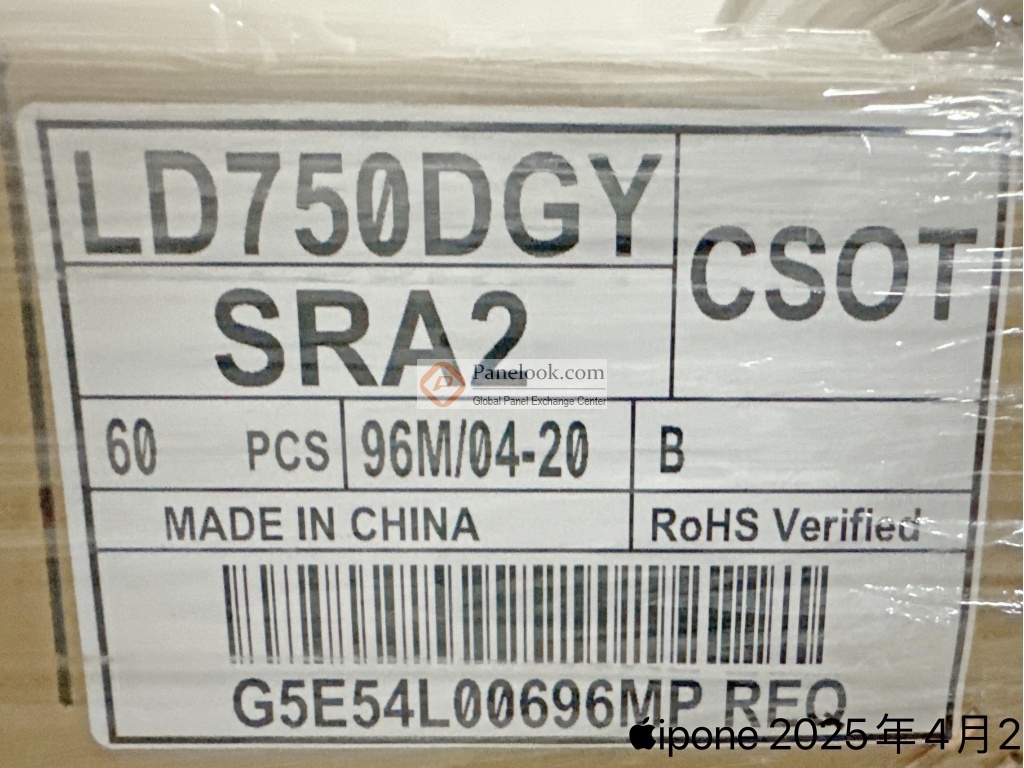 LD750DGY
SRA2
CSOT
Panelook.com
Global Panel Exchange Center
60 PCS
96M/04-20
B
MADE IN CHINA
RoHS Verified
G5E54L00696MP REQ
ipone 2025年4月2